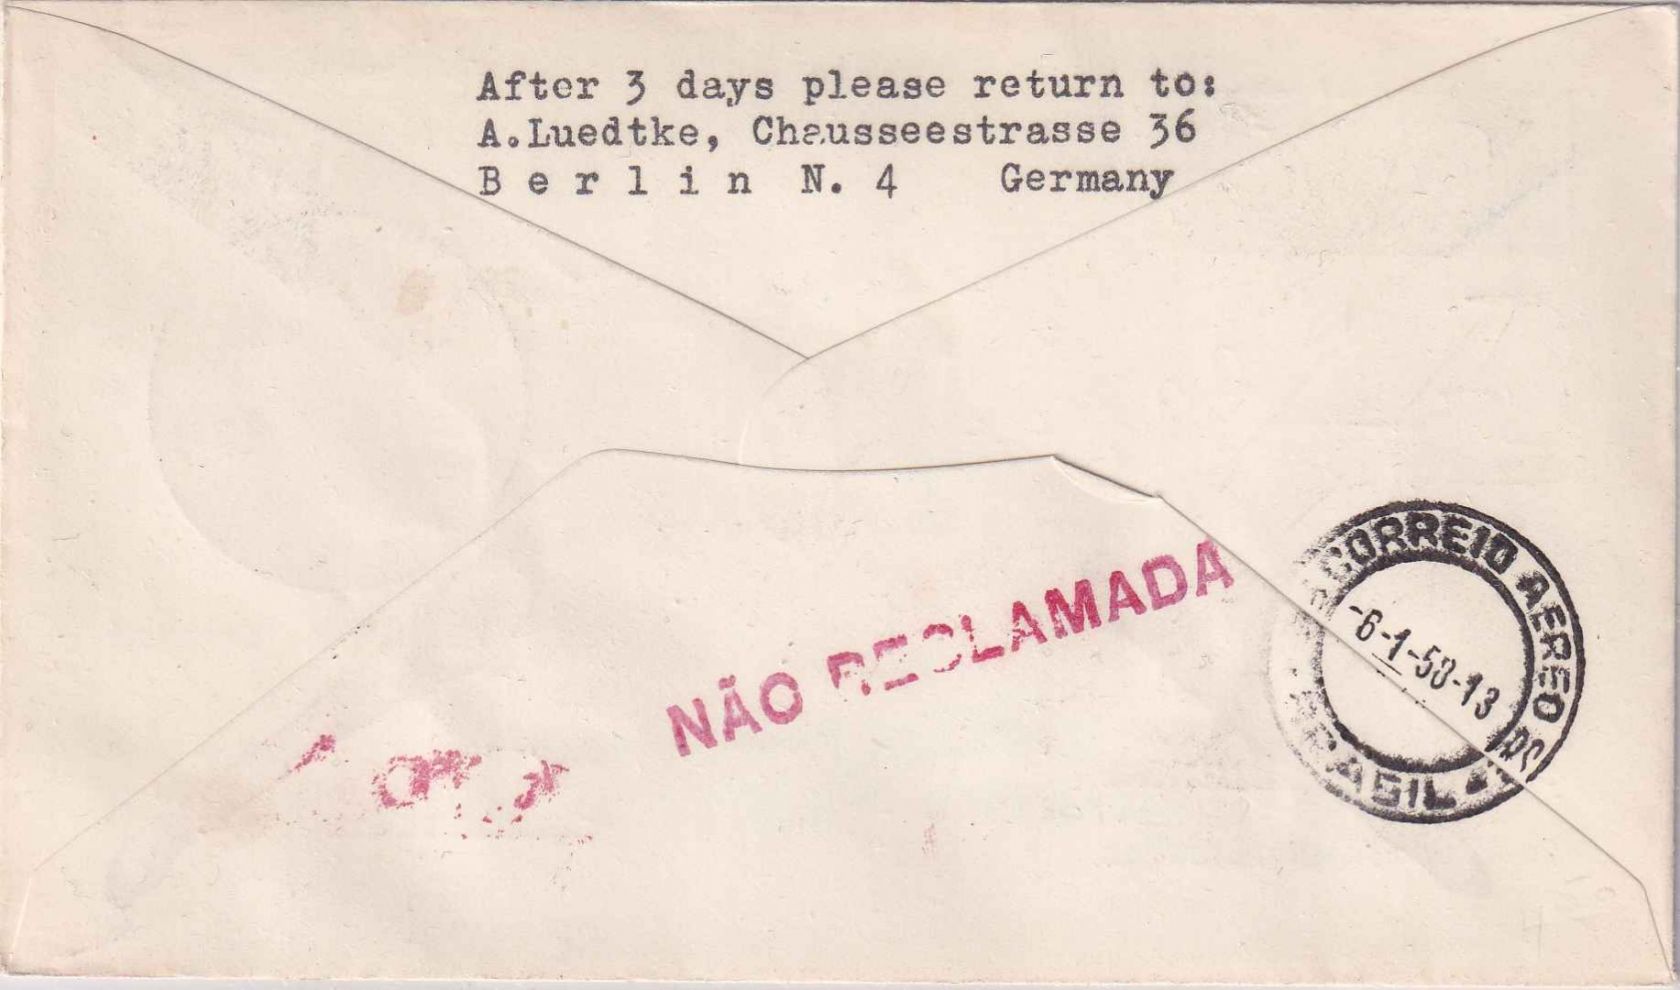 After 3 days please return to:
A.Luedtke, Chausseestrasse 36
B e r l i n N. 4 Germany
NÃO RECLAMADA
CORREIO AEREO
-6-1-58-13
BRASIL